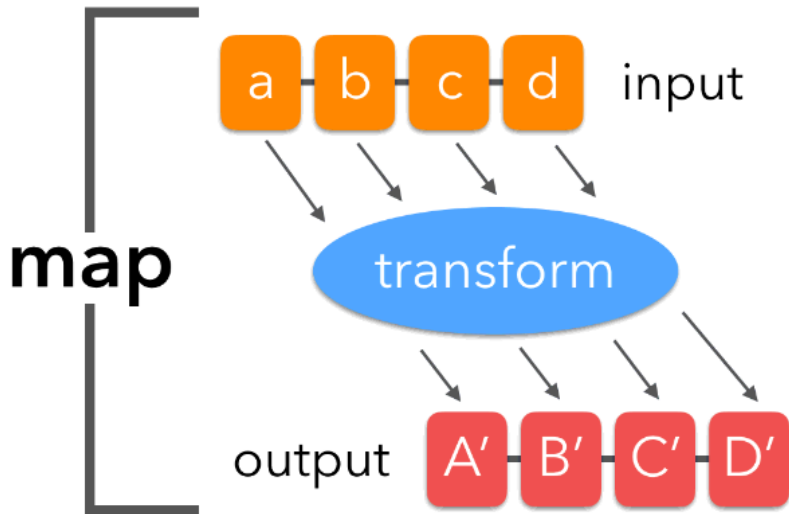 a b c d input
map
transform
output A′ B′ C′ D′